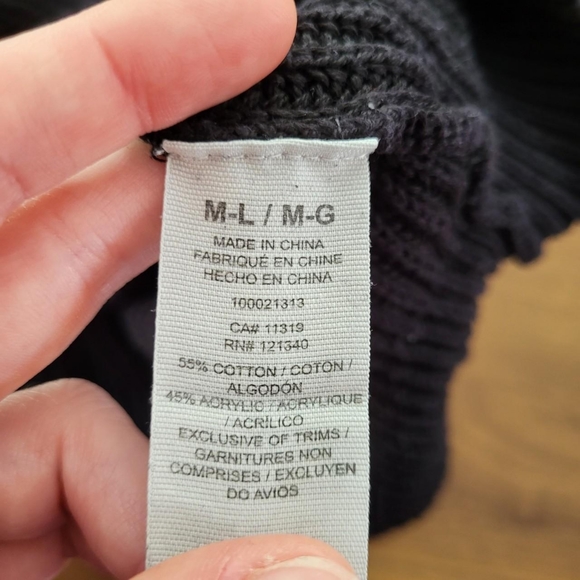 M-L / M-G
MADE IN CHINA
FABRIQUÉ EN CHINE
HECHO EN CHINA
100021313
CA# 11319
RN# 121340
55% COTTON / COTON /
ALGODÓN
45% ACRYLIC / ACRYLIQUE
/ ACRÍLICO
EXCLUSIVE OF TRIMS /
GARNITURES NON
COMPRISES / EXCLUYEN
DO AVIOS